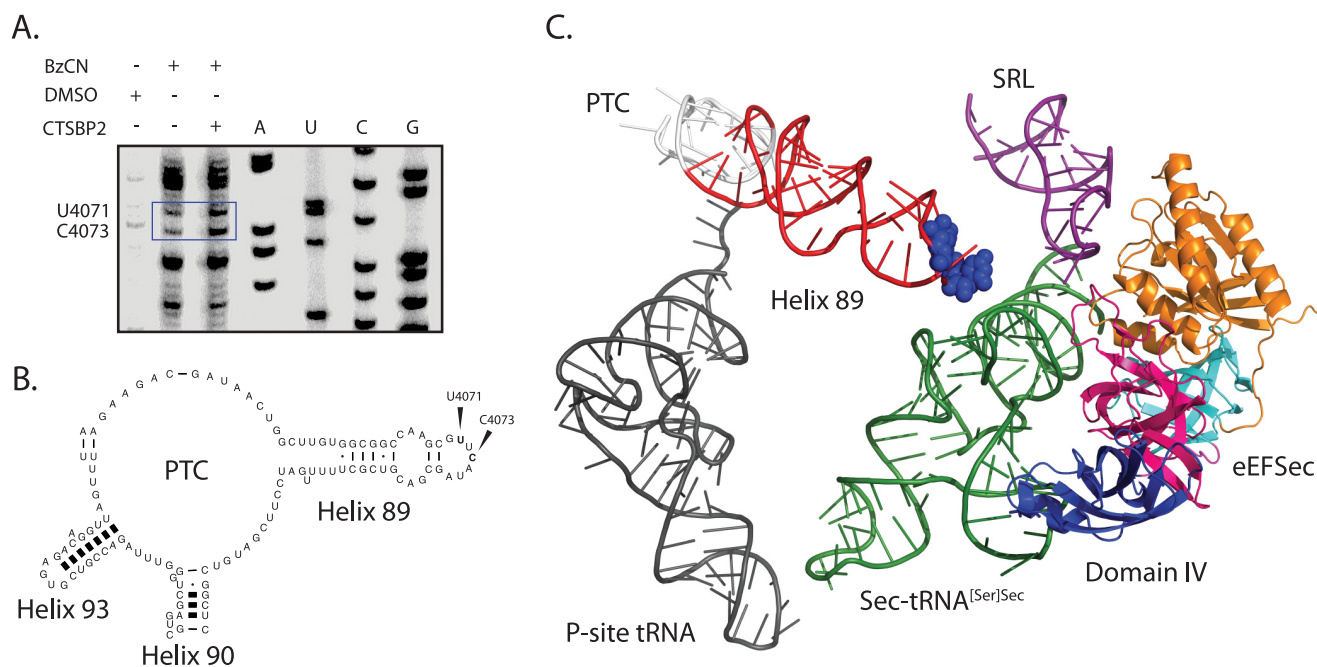 A.
BzCN - + +
DMSO + - -
CTSBP2 - - + A U C G
U4071
C4073
B.
U4071
C4073
PTC
Helix 89
Helix 93
Helix 90
C.
PTC
SRL
Helix 89
eEFSec
Domain IV
Sec-tRNA[Ser]Sec
P-site tRNA